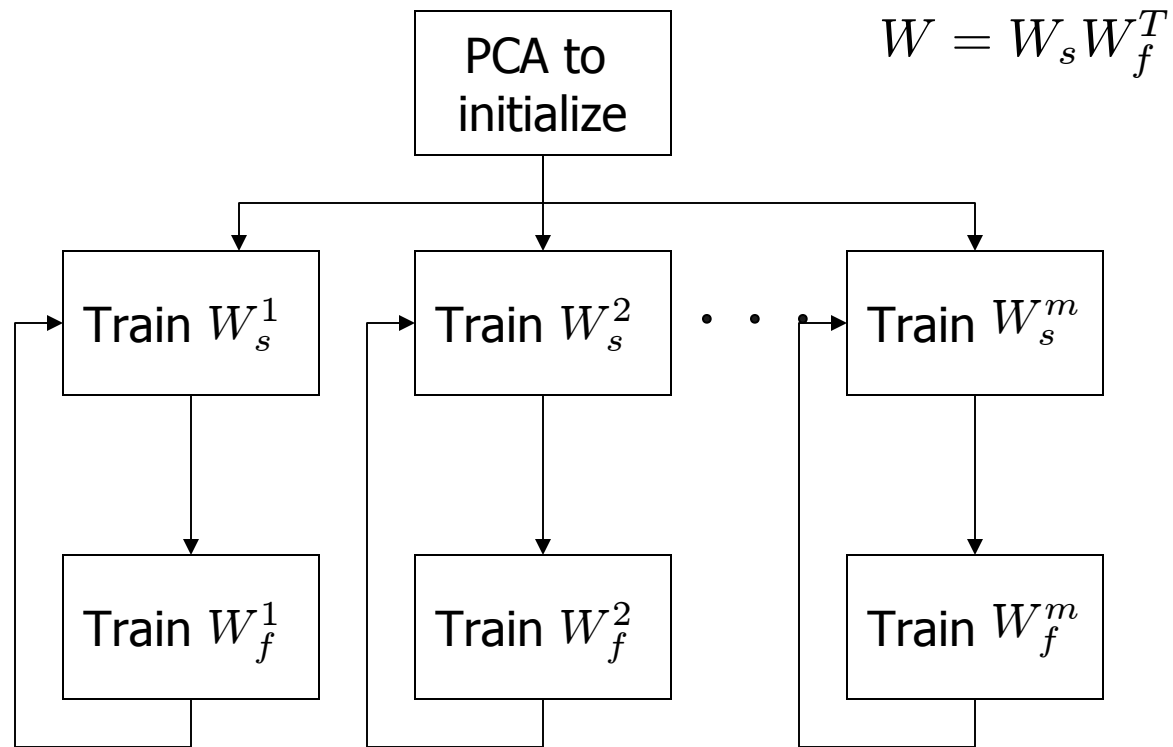 PCA to
initialize
$W = W_s W_f^T$
Train $W_s^1$
Train $W_s^2$
. . .
Train $W_s^m$
Train $W_f^1$
Train $W_f^2$
Train $W_f^m$